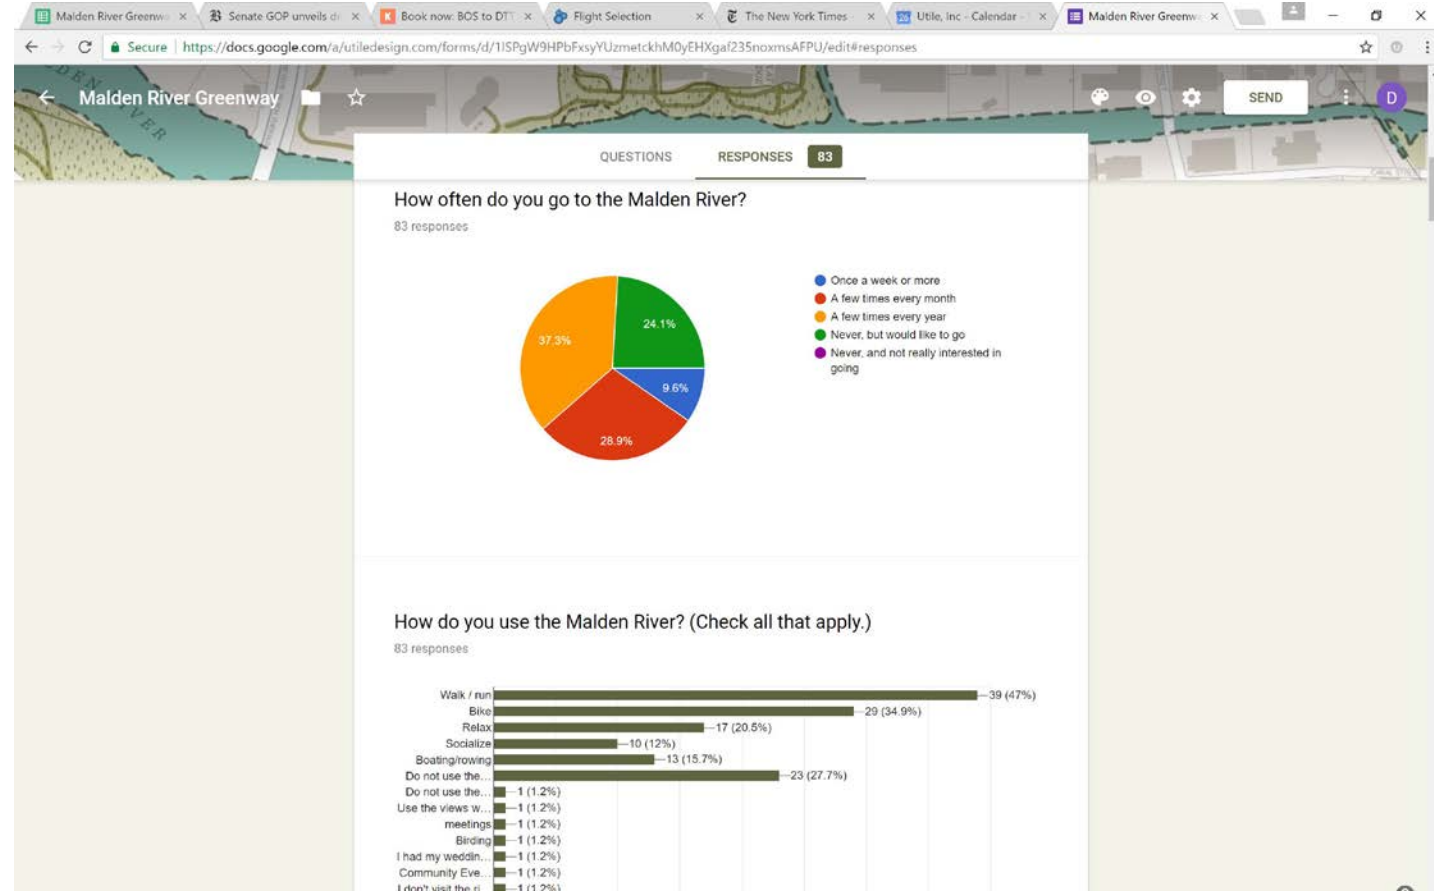 Malden River Greenw
Senate GOP unveils d
Book now: BOS to DT
Flight Selection
The New York Times -
Utile, Inc - Calendar -
Malden River Greenw
Secure https://docs.google.com/a/utiledesign.com/forms/d/1ISPgW9HPbFxsyYUzmetckhM0yEHXgaf235noxmsAFPU/edit#responses
RIVER
Malden River Greenway
SEND
D
QUESTIONS
RESPONSES 83
How often do you go to the Malden River?
83 responses
24.1%
37.3%
9.6%
28.9%
Once a week or more
A few times every month
A few times every year
Never, but would like to go
Never, and not really interested in
going
How do you use the Malden River? (Check all that apply.)
83 responses
Walk / run 39 (47%)
Bike 29 (34.9%)
Relax 17 (20.5%)
Socialize 10 (12%)
Boating/rowing 13 (15.7%)
Do not use the... 23 (27.7%)
Do not use the... 1 (1.2%)
Use the views w... 1 (1.2%)
meetings 1 (1.2%)
Birding 1 (1.2%)
I had my weddin... 1 (1.2%)
Community Eve... 1 (1.2%)
I don't visit the ri... 1 (1.2%)